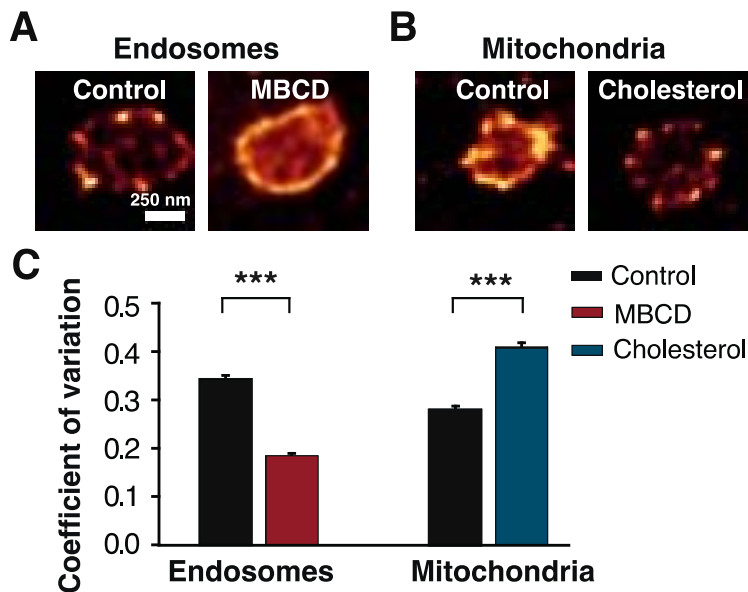 A
Endosomes
Control
MBCD
250 nm
B
Mitochondria
Control
Cholesterol
C
Coefficient of variation
0.5
0.4
0.3
0.2
0.1
0.0
***
***
Control
MBCD
Cholesterol
Endosomes
Mitochondria